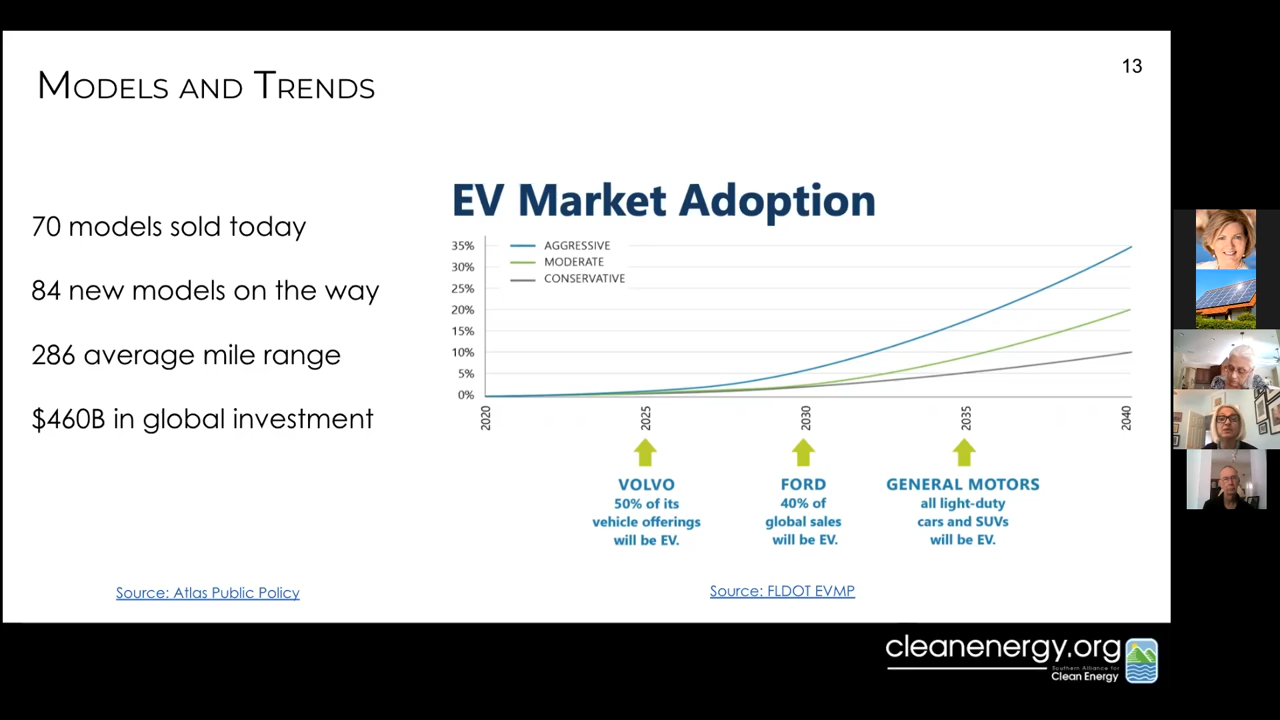 13
MODELS AND TRENDS
70 models sold today
84 new models on the way
286 average mile range
$460B in global investment
Source: Atlas Public Policy
EV Market Adoption
35%
30%
25%
20%
15%
10%
5%
0%
AGGRESSIVE
MODERATE
CONSERVATIVE
2020
2025
2030
2035
2040
VOLVO
50% of its
vehicle offerings
will be EV.
FORD
40% of
global sales
will be EV.
GENERAL MOTORS
all light-duty
cars and SUVs
will be EV.
Source: FLDOT EVMP
cleanenergy.org
Southern Alliance for
Clean Energy